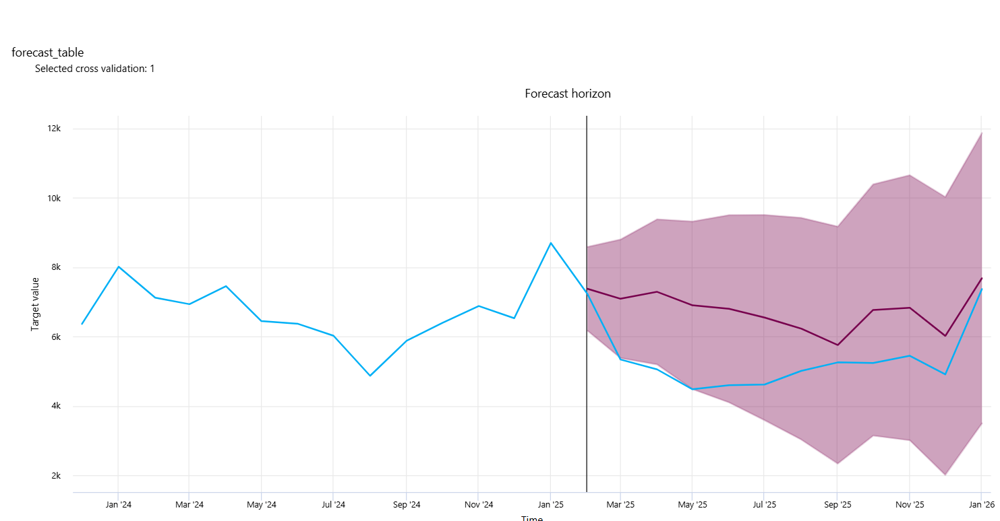 forecast_table
Selected cross validation: 1
Forecast horizon
12k
10k
8k
6k
4k
2k
Target value
Jan '24 Mar '24 May '24 Jul '24 Sep '24 Nov '24 Jan '25 Mar '25 May '25 Jul '25 Sep '25 Nov '25 Jan '26
Time